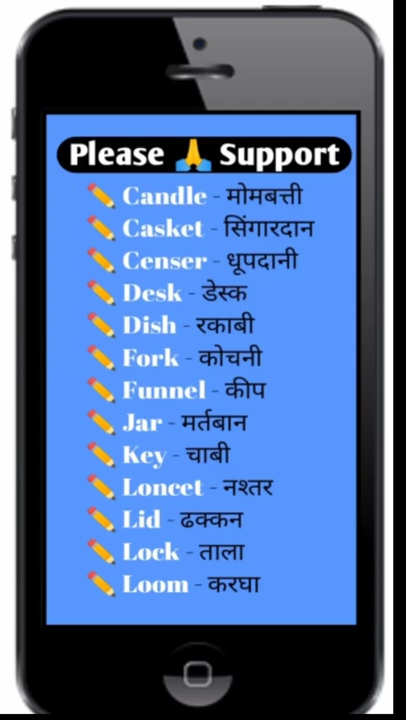 Please 🙏 Support
✏️ Candle - मोमबत्ती
✏️ Casket - सिंगारदान
✏️ Censer - धूपदानी
✏️ Desk - डेस्क
✏️ Dish - रकाबी
✏️ Fork - कोचनी
✏️ Funnel - कीप
✏️ Jar - मर्तबान
✏️ Key - चाबी
✏️ Loncet - नश्तर
✏️ Lid - ढक्कन
✏️ Lock - ताला
✏️ Loom - करघा